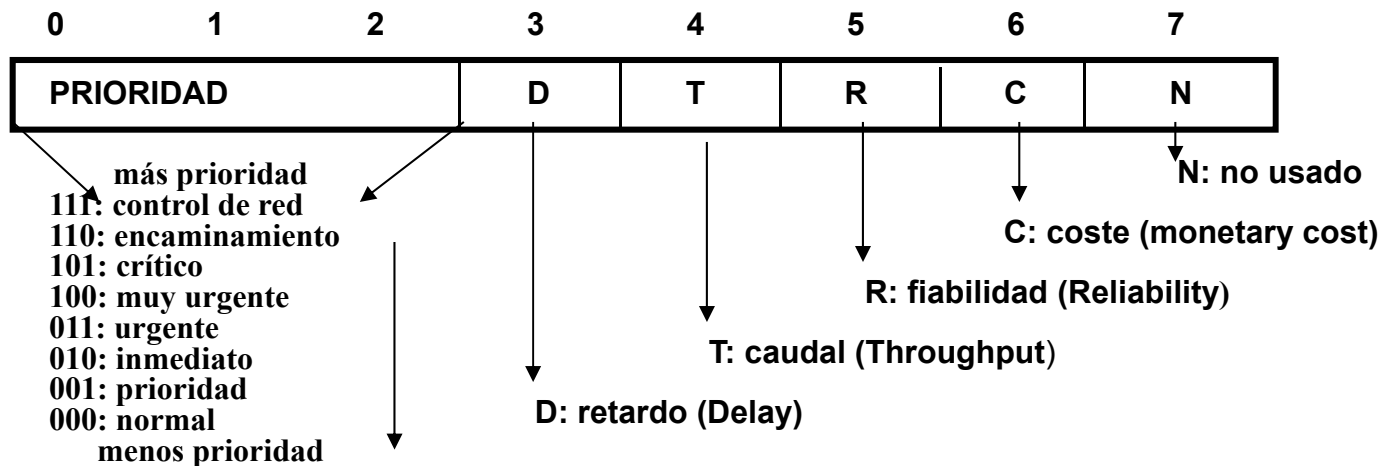 0 1 2 3 4 5 6 7
PRIORIDAD D T R C N
más prioridad
111: control de red
110: encaminamiento
101: crítico
100: muy urgente
011: urgente
010: inmediato
001: prioridad
000: normal
menos prioridad
N: no usado
C: coste (monetary cost)
R: fiabilidad (Reliability)
T: caudal (Throughput)
D: retardo (Delay)